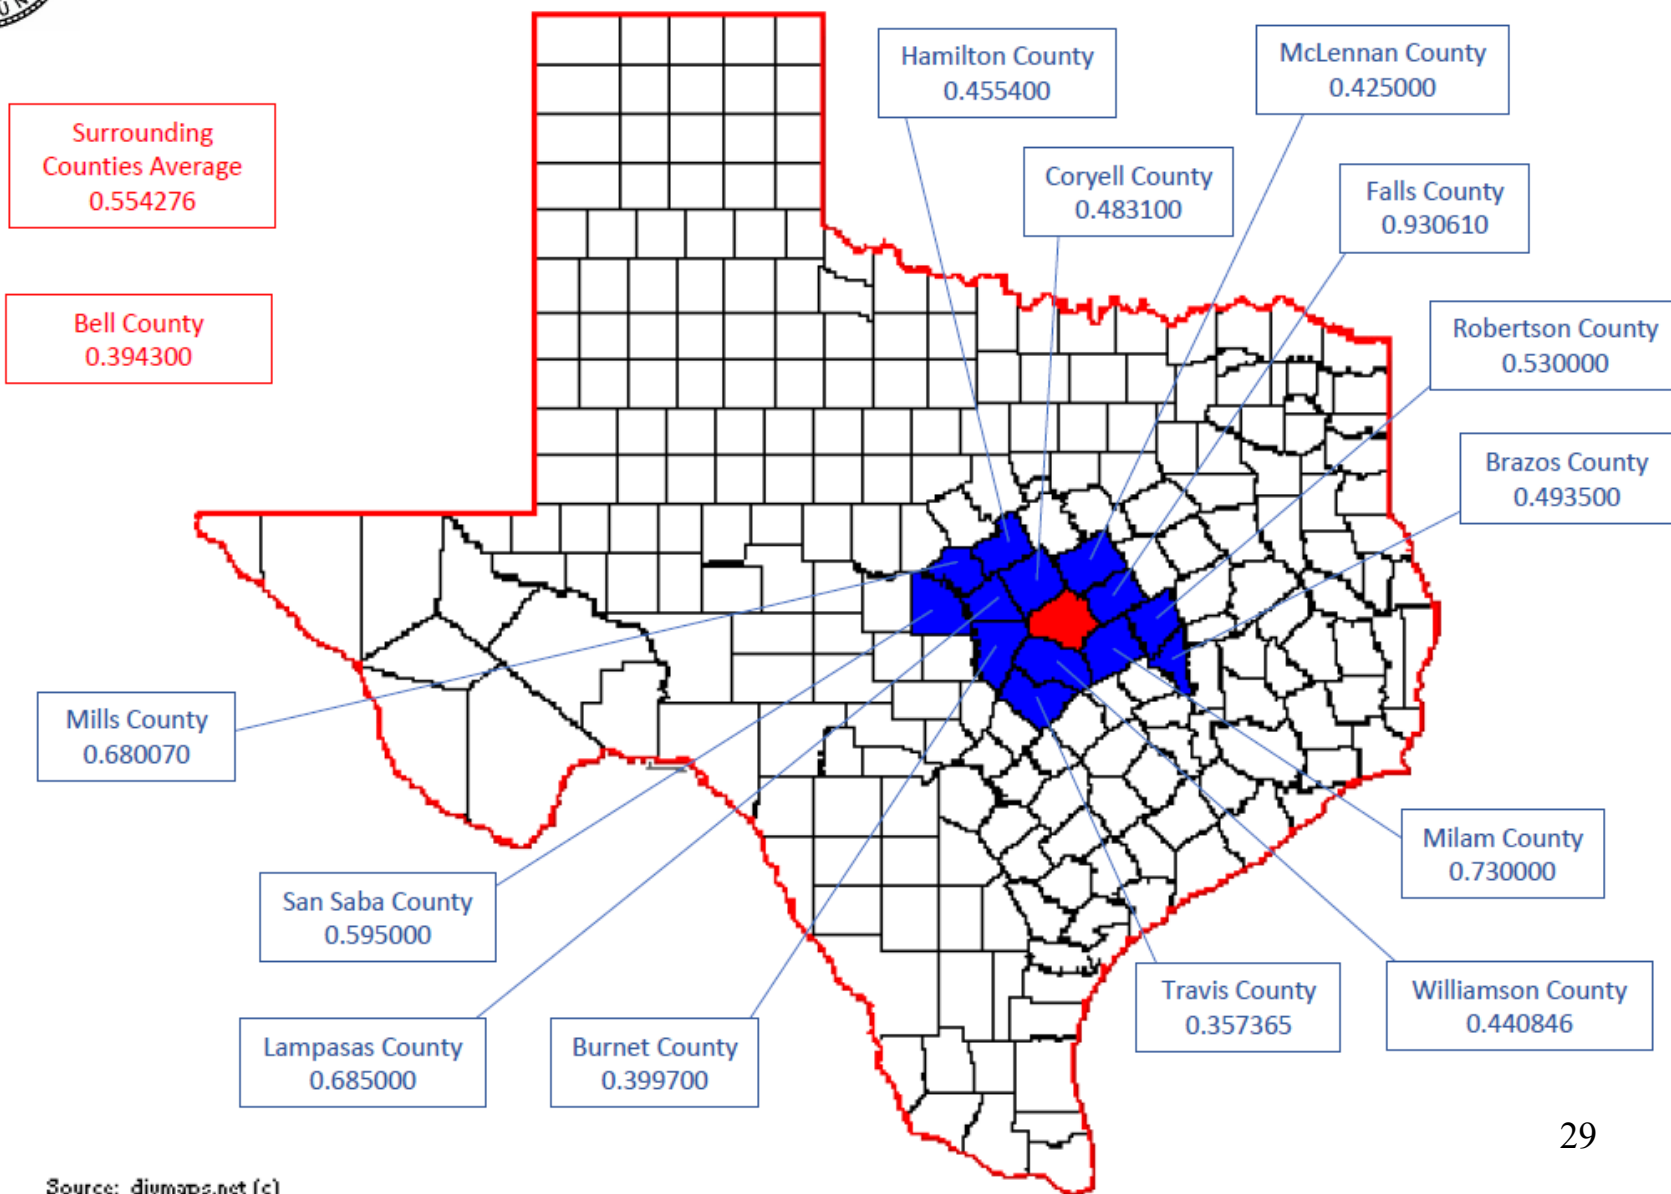 Hamilton County
0.455400
McLennan County
0.425000
Surrounding
Counties Average
0.554276
Coryell County
0.483100
Falls County
0.930610
Bell County
0.394300
Robertson County
0.530000
Brazos County
0.493500
Mills County
0.680070
Milam County
0.730000
San Saba County
0.595000
Travis County
0.357365
Williamson County
0.440846
Lampasas County
0.685000
Burnet County
0.399700
29
Source: diymaps.net (c)